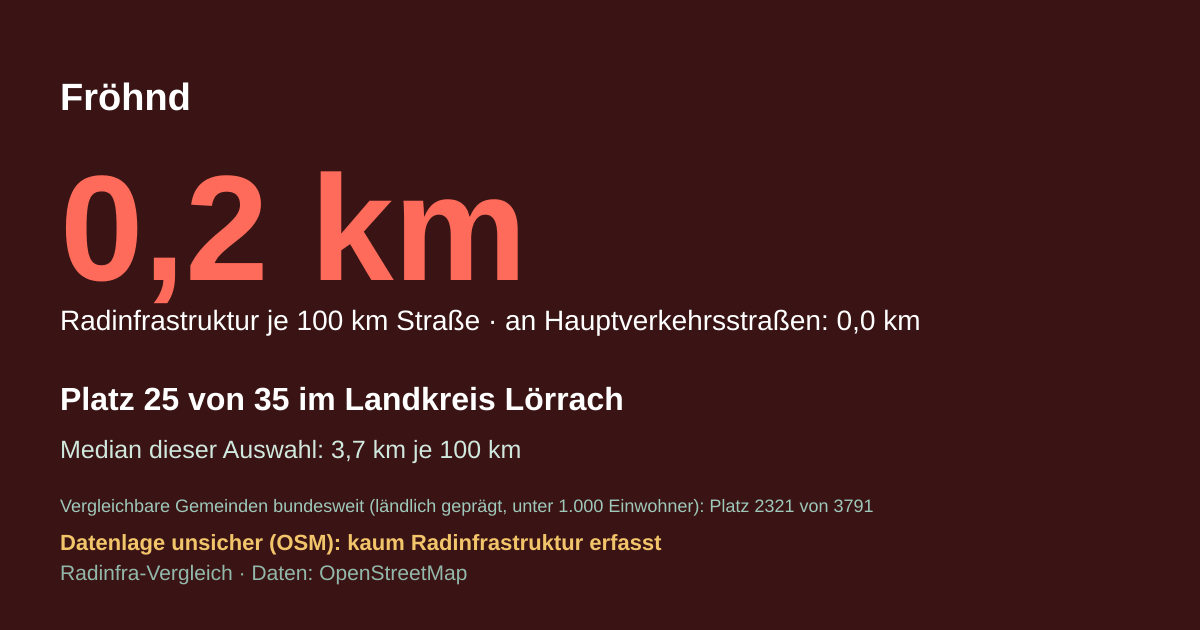 Fröhnd
0,2 km
Radinfrastruktur je 100 km Straße · an Hauptverkehrsstraßen: 0,0 km
Platz 25 von 35 im Landkreis Lörrach
Median dieser Auswahl: 3,7 km je 100 km
Vergleichbare Gemeinden bundesweit (ländlich geprägt, unter 1.000 Einwohner): Platz 2321 von 3791
Datenlage unsicher (OSM): kaum Radinfrastruktur erfasst
Radinfra-Vergleich · Daten: OpenStreetMap